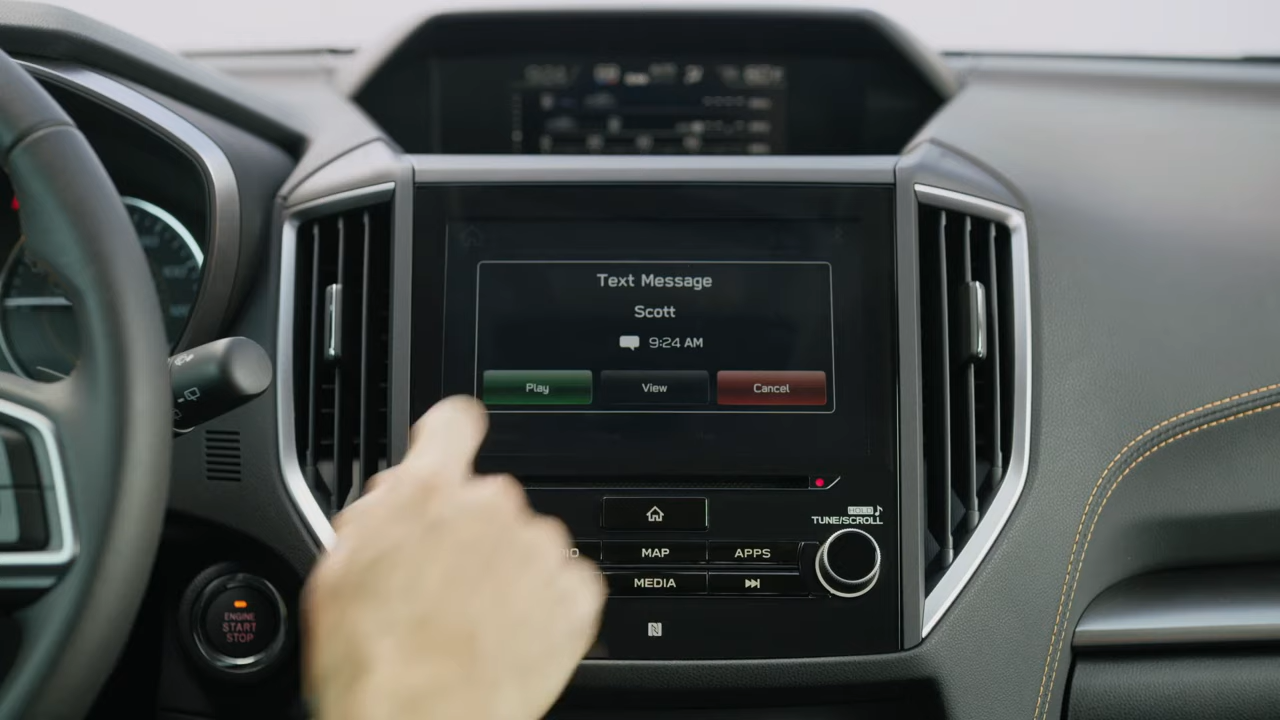 Text Message
Scott
9:24 AM
Play View Cancel
HOLD
TUNE/SCROLL
MAP APPS
MEDIA
ENGINE
START
STOP